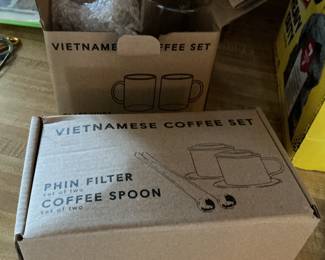 VIETNAMESE COFFEE SET
VIETNAMESE COFFEE SET
PHIN FILTER
set of two
COFFEE SPOON
set of two